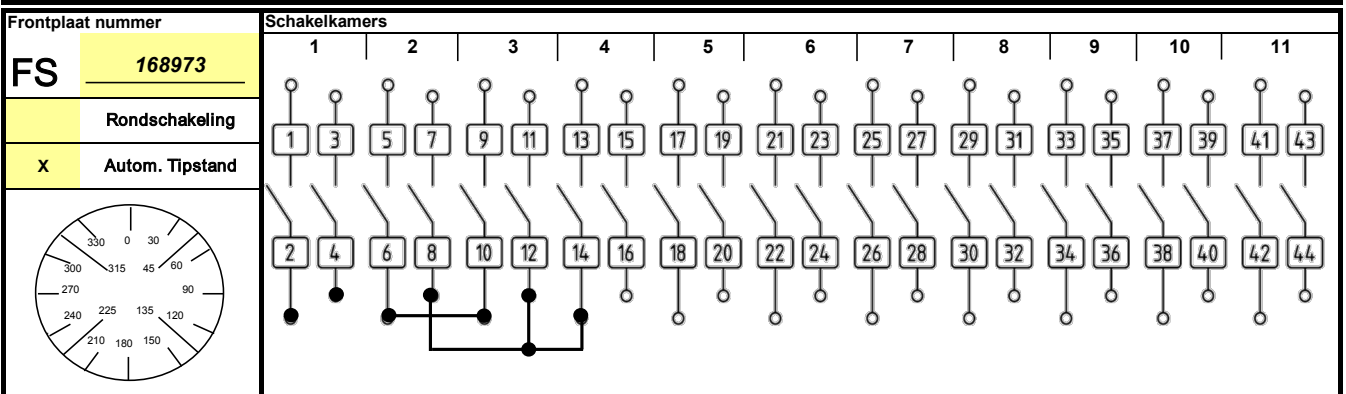 Frontplaat nummer
Schakelkamers
1 2 3 4 5 6 7 8 9 10 11
FS 168973
Rondschakeling
X Autom. Tipstand
1 3 5 7 9 11 13 15 17 19 21 23 25 27 29 31 33 35 37 39 41 43
2 4 6 8 10 12 14 16 18 20 22 24 26 28 30 32 34 36 38 40 42 44
330 0 30
300 315 45 60
270 90
240 225 135 120
210 180 150